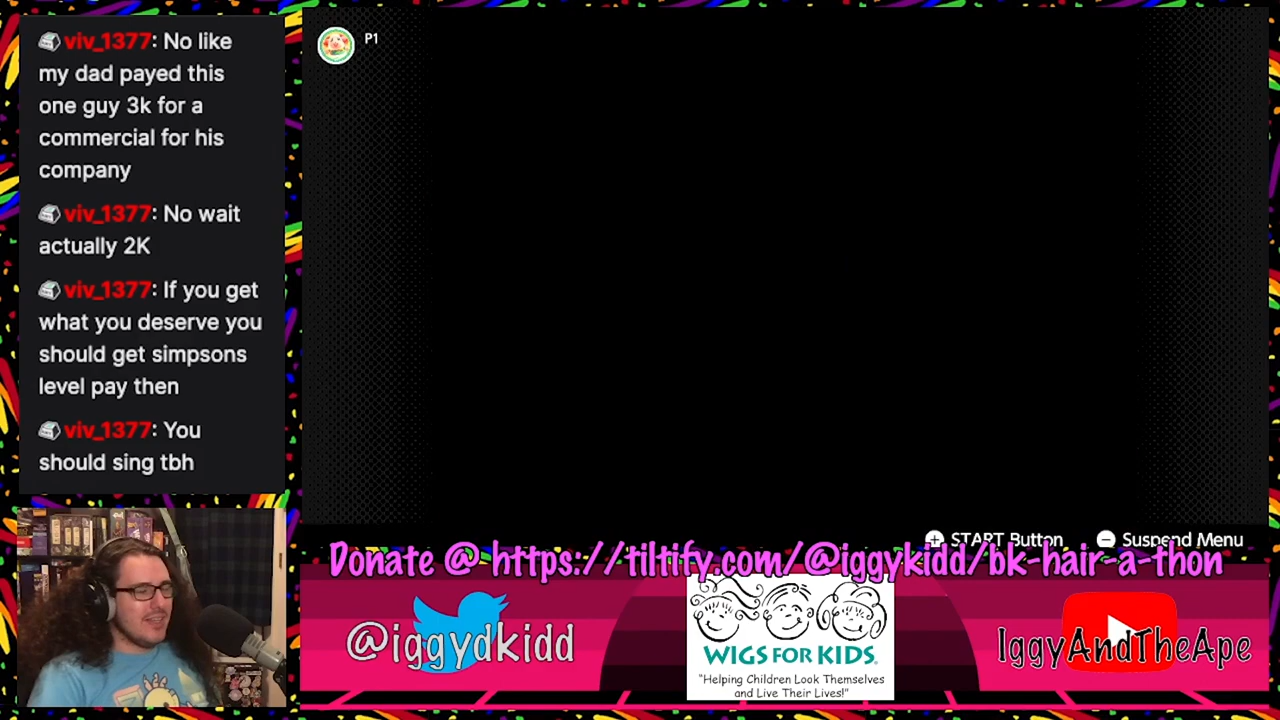 viv_1377: No like
my dad payed this
one guy 3k for a
commercial for his
company
viv_1377: No wait
actually 2K
viv_1377: If you get
what you deserve you
should get simpsons
level pay then
viv_1377: You
should sing tbh
P1
START Button
Suspend Menu
Donate @ https://tiltify.com/@iggykidd/bk-hair-a-thon
@iggydkidd
WIGS FOR KIDS.
"Helping Children Look Themselves
and Live Their Lives!"
IggyAndTheApe